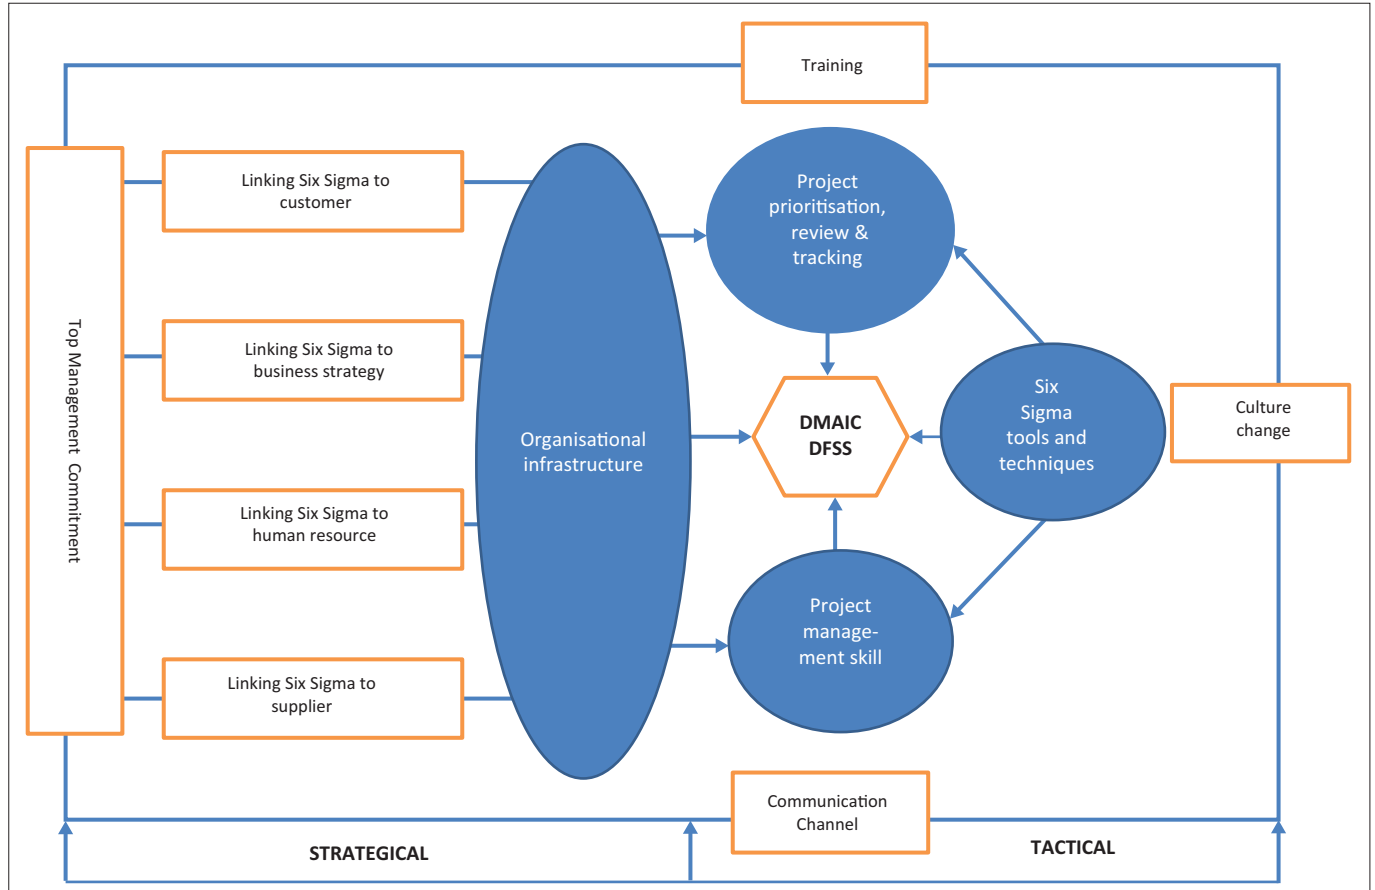 Training
Top Management Commitment
Linking Six Sigma to
customer
Linking Six Sigma to
business strategy
Linking Six Sigma to
human resource
Linking Six Sigma to
supplier
Organisational
infrastructure
Project
prioritisation,
review &
tracking
DMAIC
DFSS
Project
manage-
ment skill
Six
Sigma
tools and
techniques
Culture
change
Communication
Channel
STRATEGICAL
TACTICAL